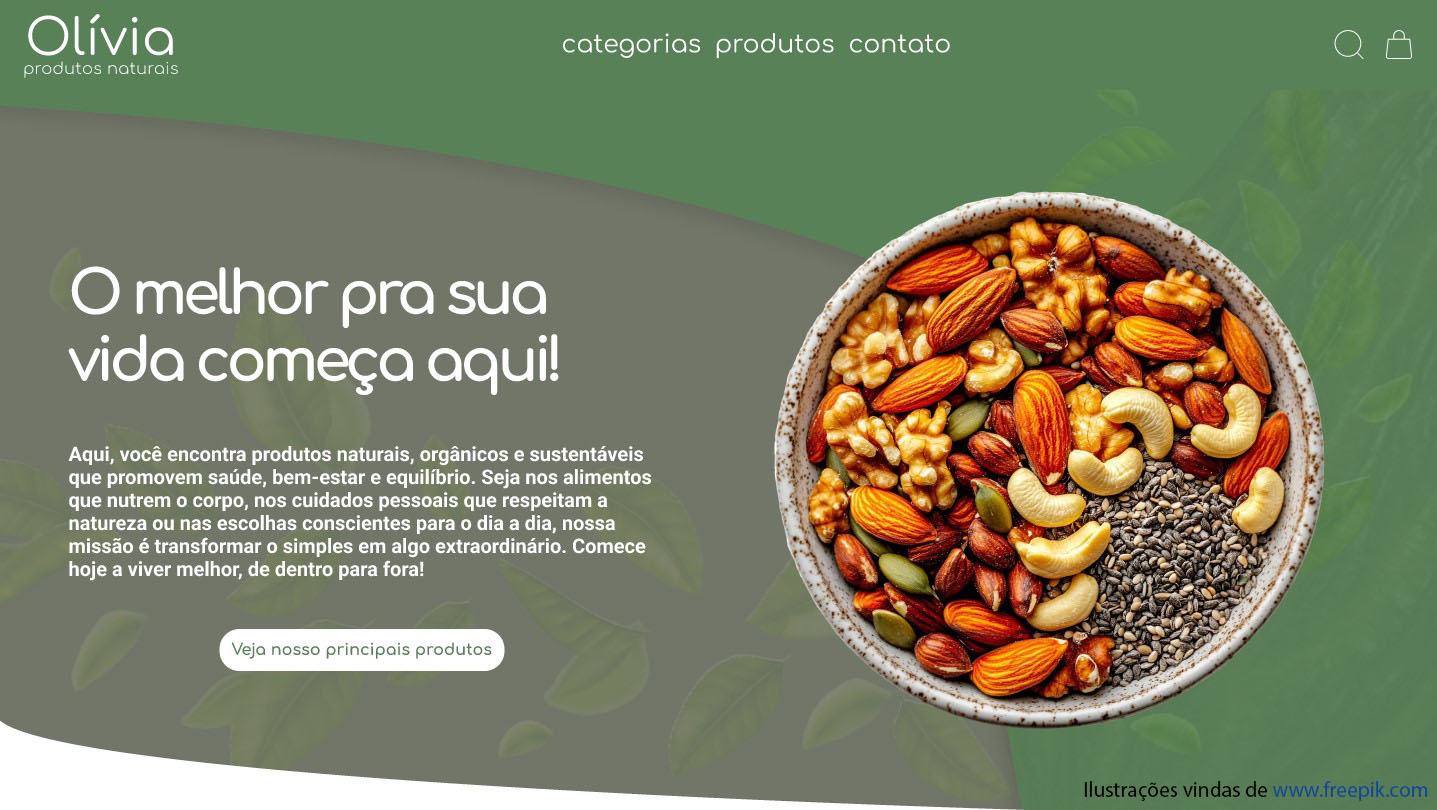 Olívia
produtos naturais
categorias produtos contato
O melhor pra sua
vida começa aqui!
Aqui, você encontra produtos naturais, orgânicos e sustentáveis
que promovem saúde, bem-estar e equilíbrio. Seja nos alimentos
que nutrem o corpo, nos cuidados pessoais que respeitam a
natureza ou nas escolhas conscientes para o dia a dia, nossa
missão é transformar o simples em algo extraordinário. Comece
hoje a viver melhor, de dentro para fora!
Veja nosso principais produtos
Ilustrações vindas de www.freepik.com